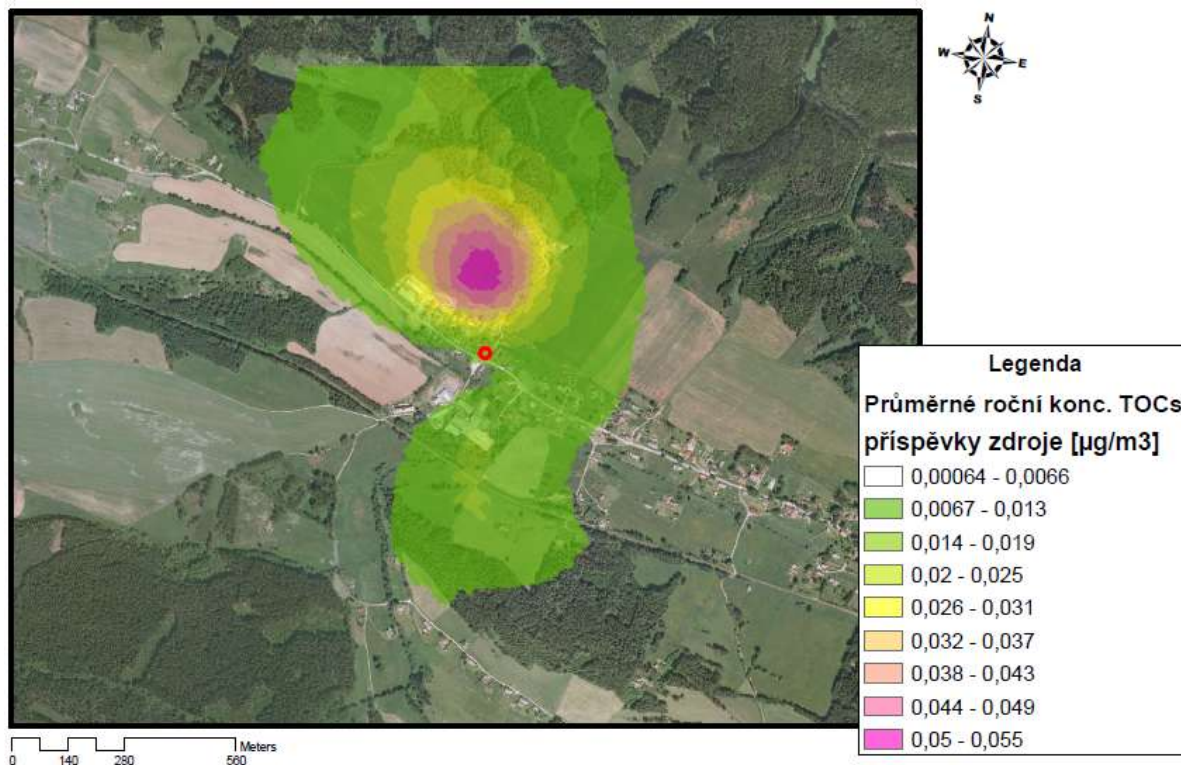 N
W
E
S
Legenda
Průměrné roční konc. TOCs
příspěvky zdroje [µg/m3]
0,00064 - 0,0066
0,0067 - 0,013
0,014 - 0,019
0,02 - 0,025
0,026 - 0,031
0,032 - 0,037
0,038 - 0,043
0,044 - 0,049
0,05 - 0,055
Meters
0 140 280 560